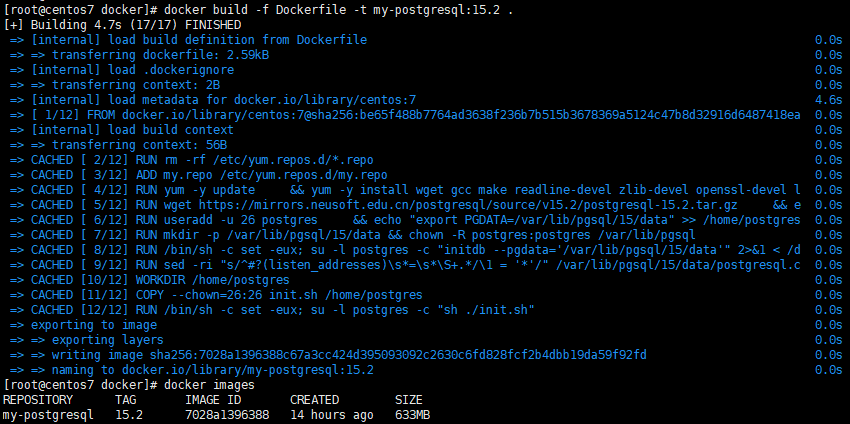 [root@centos7 docker]# docker build -f Dockerfile -t my-postgresql:15.2 .
[+] Building 4.7s (17/17) FINISHED
=> [internal] load build definition from Dockerfile 0.0s
=> => transferring dockerfile: 2.59kB 0.0s
=> [internal] load .dockerignore 0.0s
=> => transferring context: 2B 0.0s
=> [internal] load metadata for docker.io/library/centos:7 4.6s
=> [ 1/12] FROM docker.io/library/centos:7@sha256:be65f488b7764ad3638f236b7b515b3678369a5124c47b8d32916d6487418ea 0.0s
=> [internal] load build context 0.0s
=> => transferring context: 56B 0.0s
=> CACHED [ 2/12] RUN rm -rf /etc/yum.repos.d/*.repo 0.0s
=> CACHED [ 3/12] ADD my.repo /etc/yum.repos.d/my.repo 0.0s
=> CACHED [ 4/12] RUN yum -y update && yum -y install wget gcc make readline-devel zlib-devel openssl-devel l 0.0s
=> CACHED [ 5/12] RUN wget https://mirrors.neusoft.edu.cn/postgresql/source/v15.2/postgresql-15.2.tar.gz && e 0.0s
=> CACHED [ 6/12] RUN useradd -u 26 postgres && echo "export PGDATA=/var/lib/pgsql/15/data" >> /home/postgres 0.0s
=> CACHED [ 7/12] RUN mkdir -p /var/lib/pgsql/15/data && chown -R postgres:postgres /var/lib/pgsql 0.0s
=> CACHED [ 8/12] RUN /bin/sh -c set -eux; su -l postgres -c "initdb --pgdata='/var/lib/pgsql/15/data'" 2>&1 < /d 0.0s
=> CACHED [ 9/12] RUN sed -ri "s/^#?(listen_addresses)\s*=\s*\S+.*/\1 = '*'/" /var/lib/pgsql/15/data/postgresql.c 0.0s
=> CACHED [10/12] WORKDIR /home/postgres 0.0s
=> CACHED [11/12] COPY --chown=26:26 init.sh /home/postgres 0.0s
=> CACHED [12/12] RUN /bin/sh -c set -eux; su -l postgres -c "sh ./init.sh" 0.0s
=> exporting to image 0.0s
=> => exporting layers 0.0s
=> => writing image sha256:7028a1396388c67a3cc424d395093092c2630c6fd828fcf2b4dbb19da59f92fd 0.0s
=> => naming to docker.io/library/my-postgresql:15.2 0.0s
[root@centos7 docker]# docker images
REPOSITORY TAG IMAGE ID CREATED SIZE
my-postgresql 15.2 7028a1396388 14 hours ago 633MB